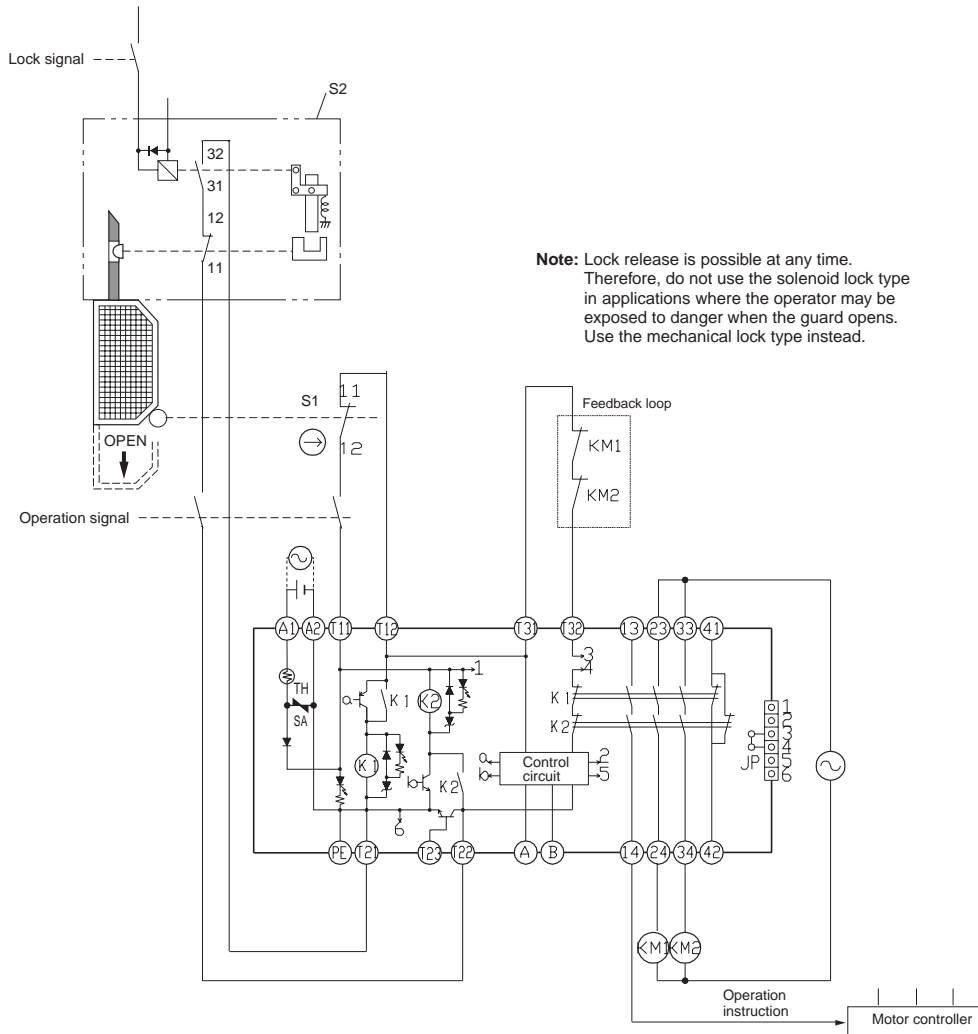 Lock signal
S2
32
31
12
11
Note: Lock release is possible at any time.
Therefore, do not use the solenoid lock type
in applications where the operator may be
exposed to danger when the guard opens.
Use the mechanical lock type instead.
S1
11
12
Feedback loop
KM1
KM2
OPEN
Operation signal
A1 A2 T11 T12 T31 T32 13 23 33 41
1
3
4
TH
SA
a
K1
K2
K1
K2
K1
b
K2
6
a
b
Control
circuit
2
5
JP
1
2
3
4
5
6
PE T21 T23 T22 A B 14 24 34 42
KM1 KM2
Operation
instruction
Motor controller